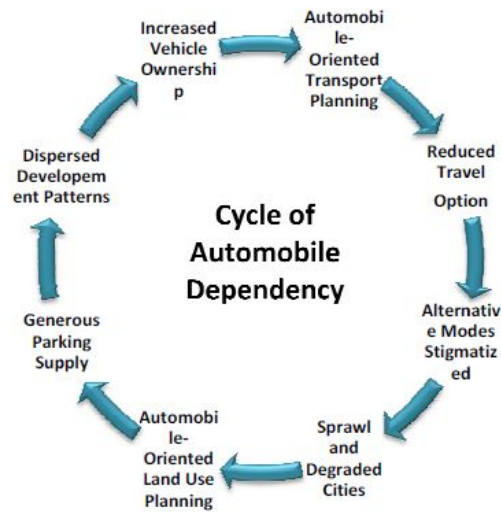 Increased
Vehicle
Ownershi
p
Automobi
le-
Oriented
Transport
Planning
Reduced
Travel
Option
Alternativ
e Modes
Stigmatiz
ed
Sprawl
and
Degraded
Cities
Automobi
le-
Oriented
Land Use
Planning
Generous
Parking
Supply
Dispersed
Developem
ent Patterns
Cycle of
Automobile
Dependency